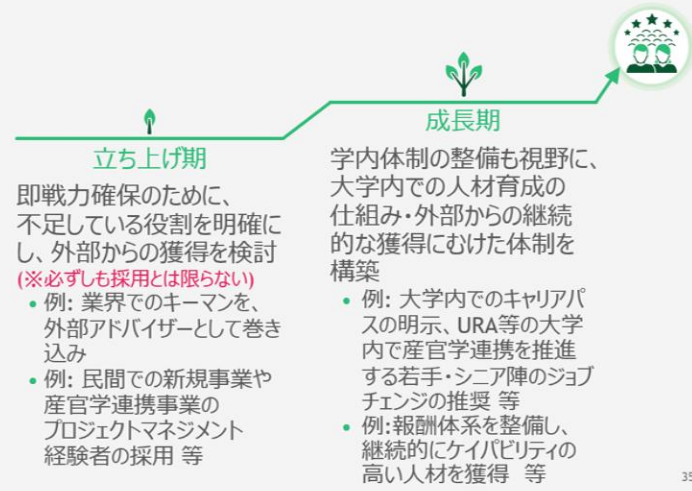 立ち上げ期
即戦力確保のために、
不足している役割を明確に
し、外部からの獲得を検討
(※必ずしも採用とは限らない)
• 例: 業界でのキーマンを、
外部アドバイザーとして巻き
込み
• 例: 民間での新規事業や
産官学連携事業の
プロジェクトマネジメント
経験者の採用 等
成長期
学内体制の整備も視野に、
大学内での人材育成の
仕組み・外部からの継続
的な獲得にむけた体制を
構築
• 例: 大学内でのキャリアパ
スの明示、URA等の大学
内で産官学連携を推進
する若手・シニア陣のジョブ
チェンジの推奨 等
• 例:報酬体系を整備し、
継続的にケイパビリティの
高い人材を獲得 等
35